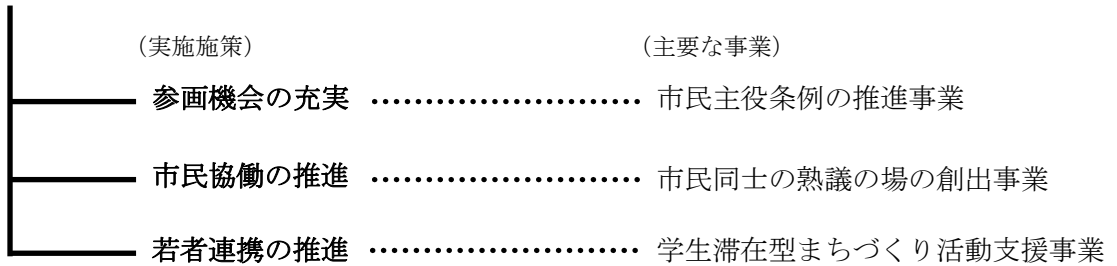 （実施施策） （主要な事業）
参画機会の充実 ……………………… 市民主役条例の推進事業
市民協働の推進 ……………………… 市民同士の熟議の場の創出事業
若者連携の推進 ……………………… 学生滞在型まちづくり活動支援事業